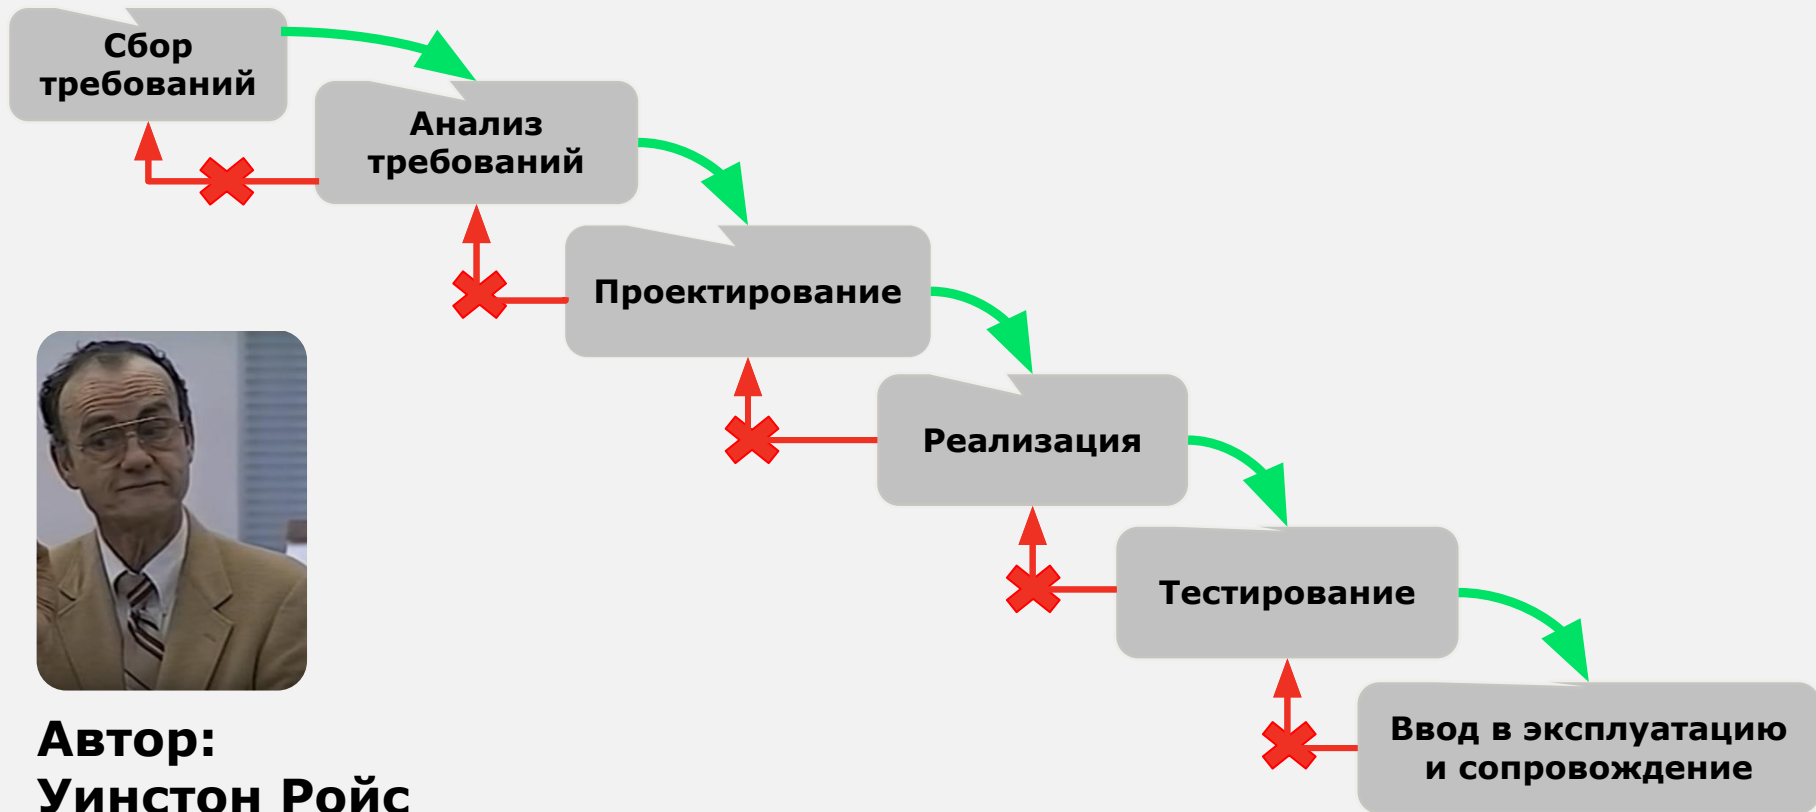 Сбор
требований
Анализ
требований
Проектирование
Реализация
Тестирование
Ввод в эксплуатацию
и сопровождение
Автор:
Уинстон Ройс